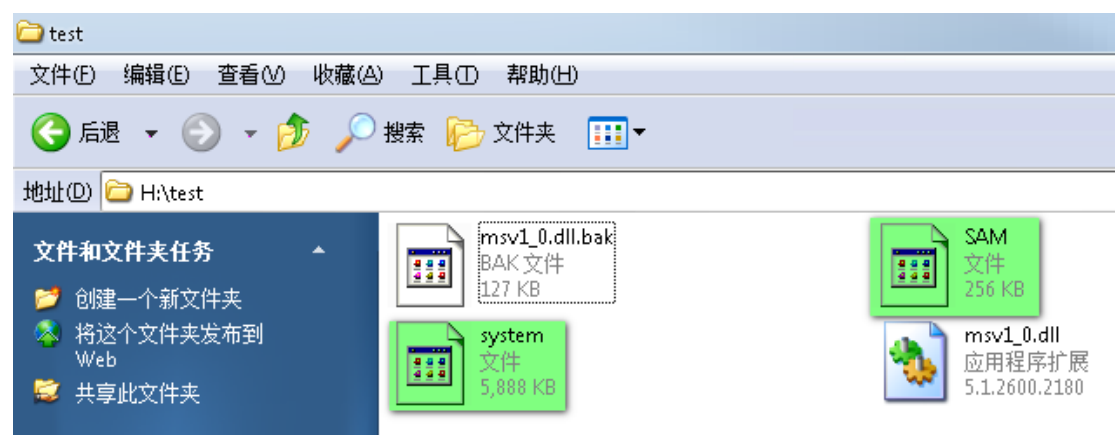 test
文件(F) 编辑(E) 查看(V) 收藏(A) 工具(T) 帮助(H)
后退 搜索 文件夹
地址(D) H:\test
文件和文件夹任务
创建一个新文件夹
将这个文件夹发布到
Web
共享此文件夹
msv1_0.dll.bak
BAK 文件
127 KB
SAM
文件
256 KB
system
文件
5,888 KB
msv1_0.dll
应用程序扩展
5.1.2600.2180